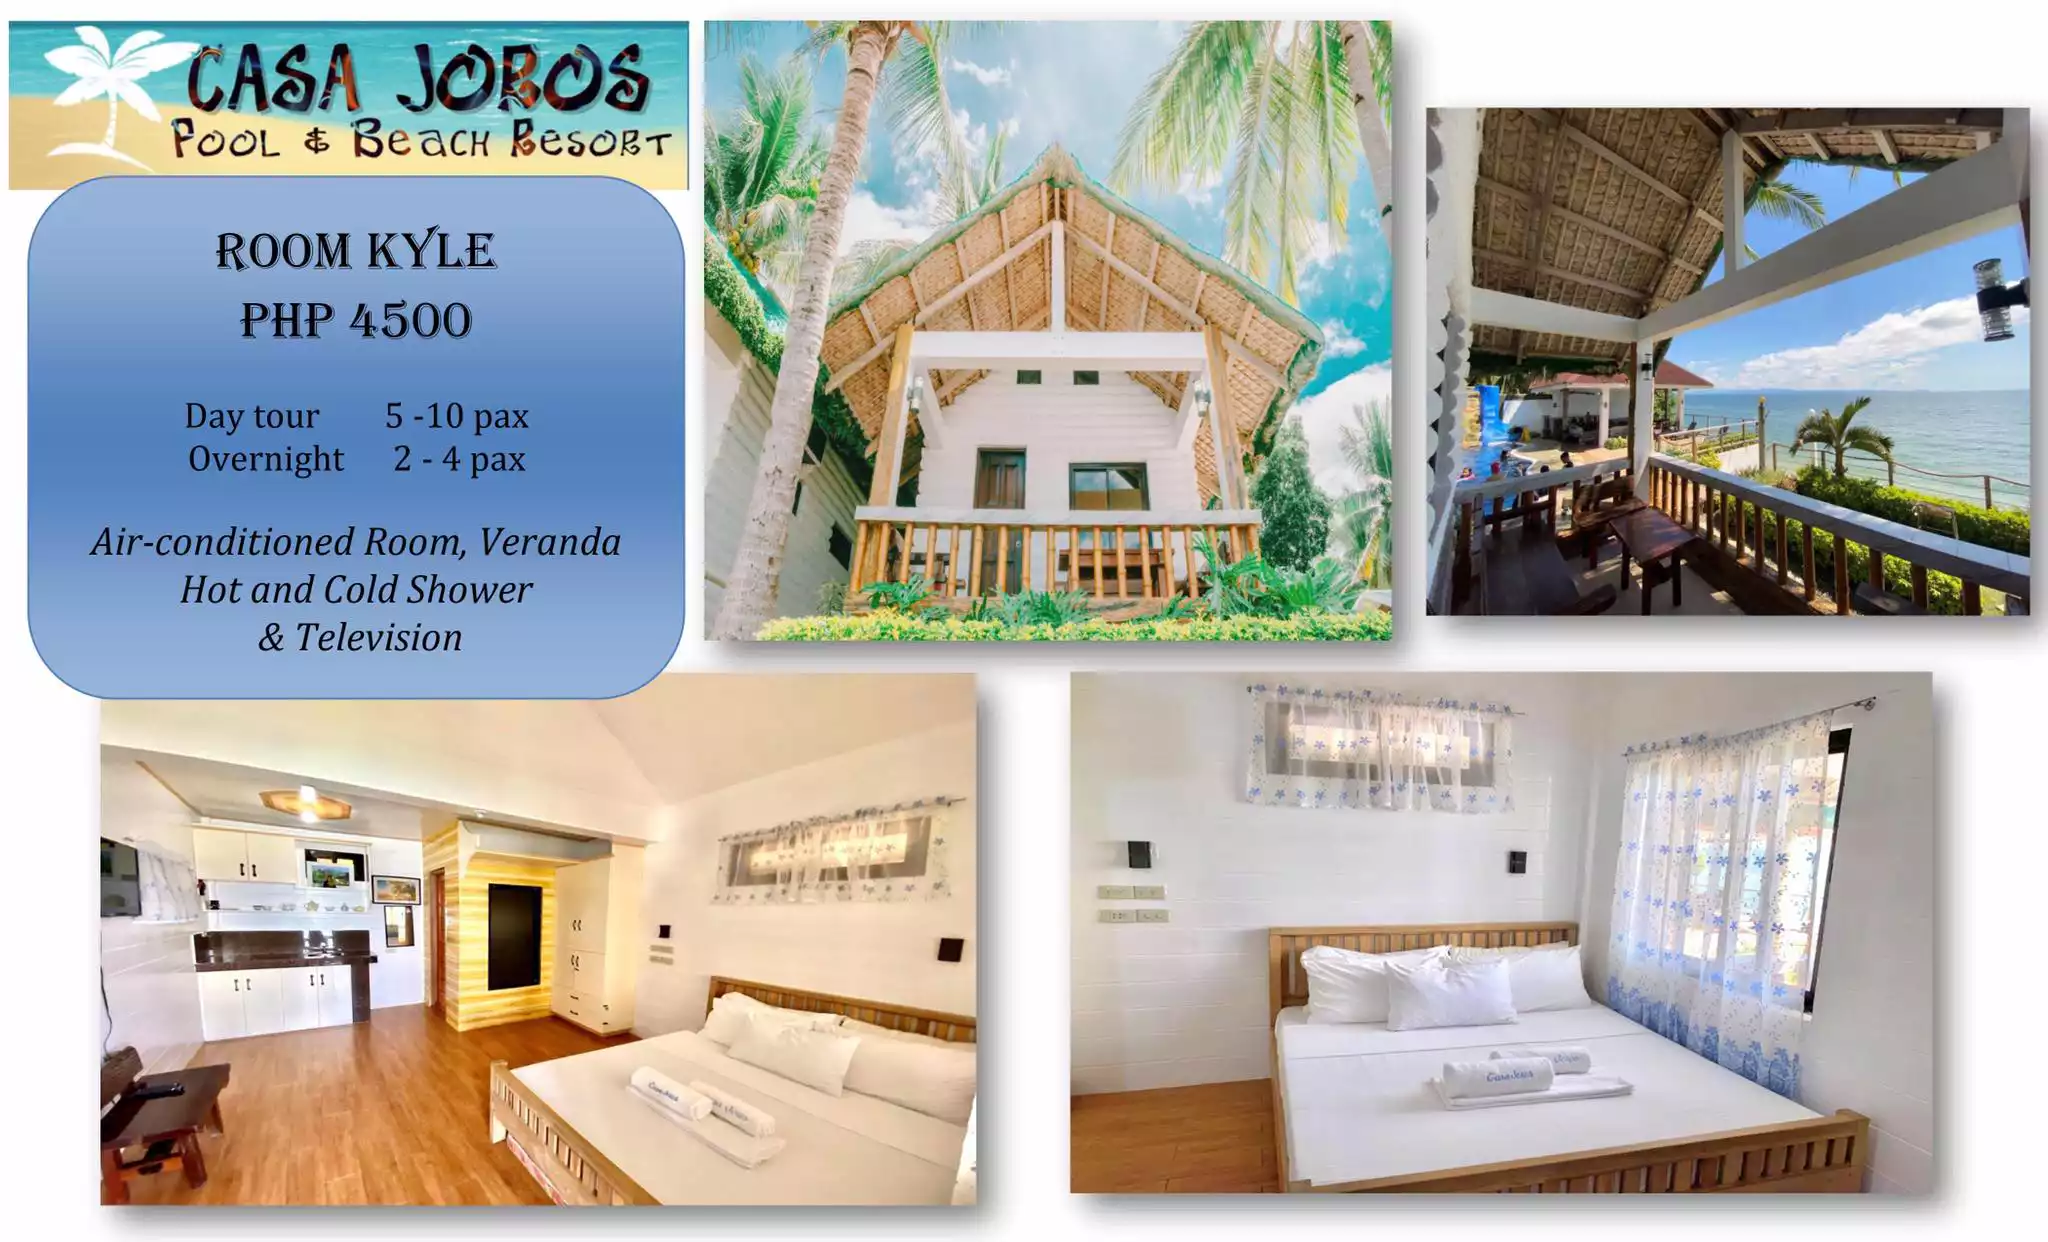 CASA JOROS
POOL & BEACH RESORT
ROOM KYLE
PHP 4500
Day tour 5 -10 pax
Overnight 2 - 4 pax
Air-conditioned Room, Veranda
Hot and Cold Shower
& Television